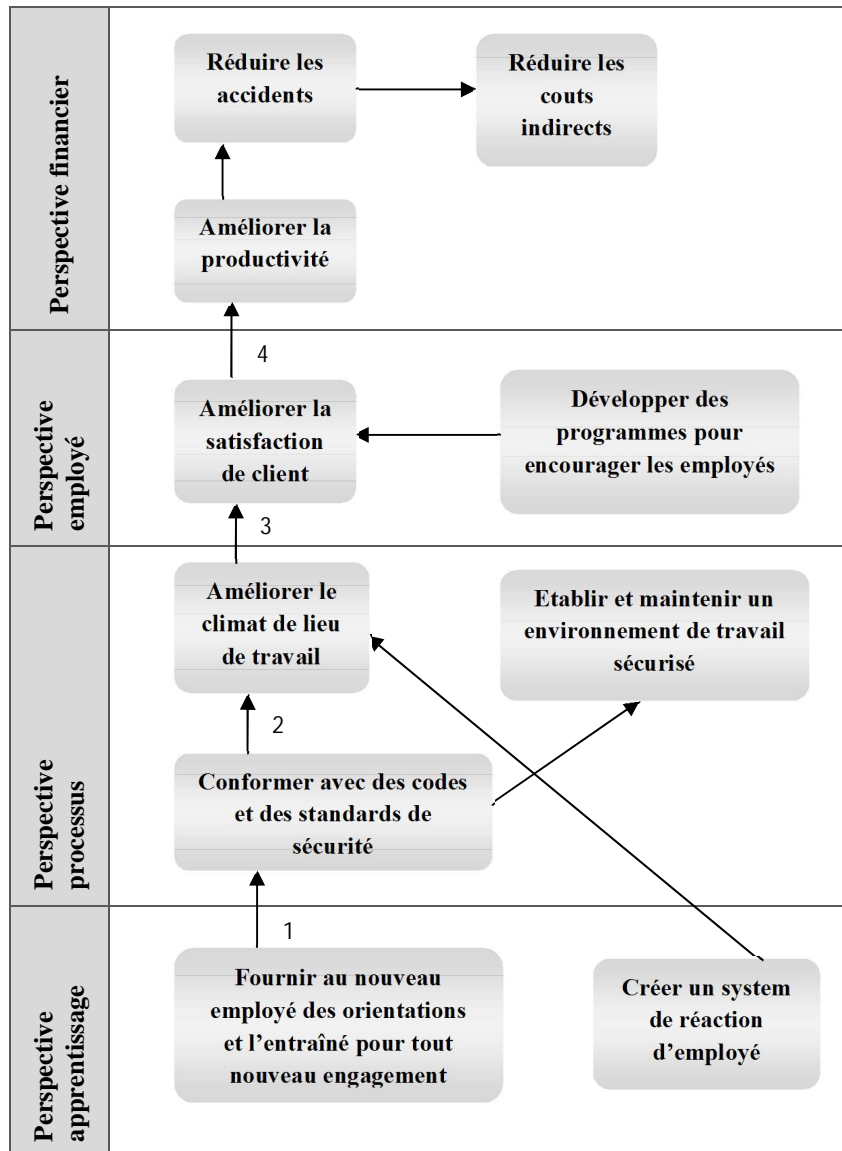 Perspective financier
Réduire les
accidents
Réduire les
couts
indirects
Améliorer la
productivité
4
Perspective
employé
Améliorer la
satisfaction
de client
Développer des
programmes pour
encourager les employés
3
Perspective
processus
Améliorer le
climat de lieu
de travail
Etablir et maintenir un
environnement de travail
sécurisé
2
Conformer avec des codes
et des standards de
sécurité
1
Perspective
apprentissage
Fournir au nouveau
employé des orientations
et l’entraîné pour tout
nouveau engagement
Créer un system
de réaction
d’employé